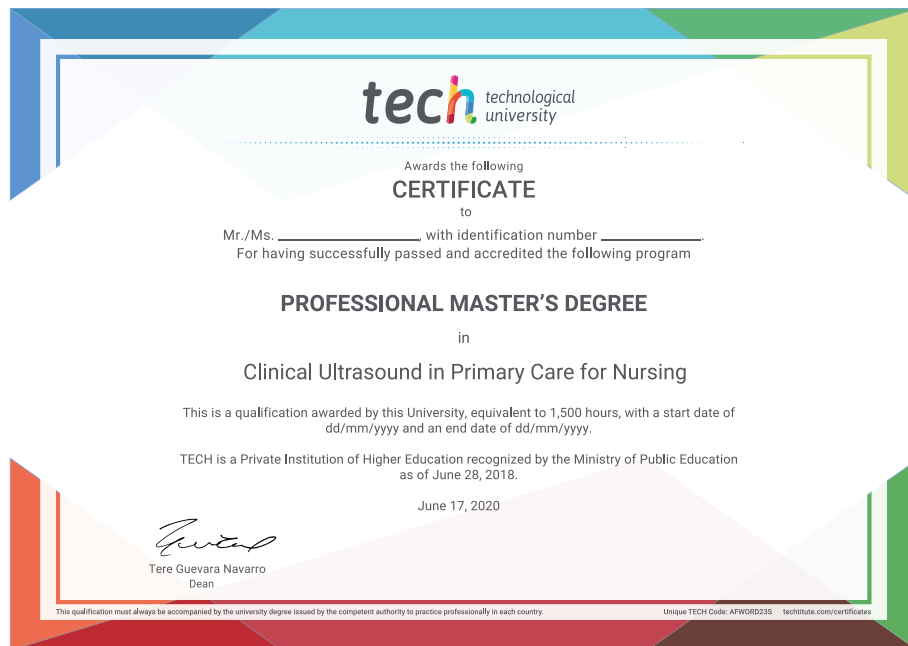 tech technological
university
Awards the following
CERTIFICATE
to
Mr./Ms. ____________________, with identification number ______________.
For having successfully passed and accredited the following program
PROFESSIONAL MASTER'S DEGREE
in
Clinical Ultrasound in Primary Care for Nursing
This is a qualification awarded by this University, equivalent to 1,500 hours, with a start date of
dd/mm/yyyy and an end date of dd/mm/yyyy.
TECH is a Private Institution of Higher Education recognized by the Ministry of Public Education
as of June 28, 2018.
June 17, 2020
Tere Guevara Navarro
Dean
This qualification must always be accompanied by the university degree issued by the competent authority to practice professionally in each country. Unique TECH Code: AFWORD23S techtitute.com/certificates